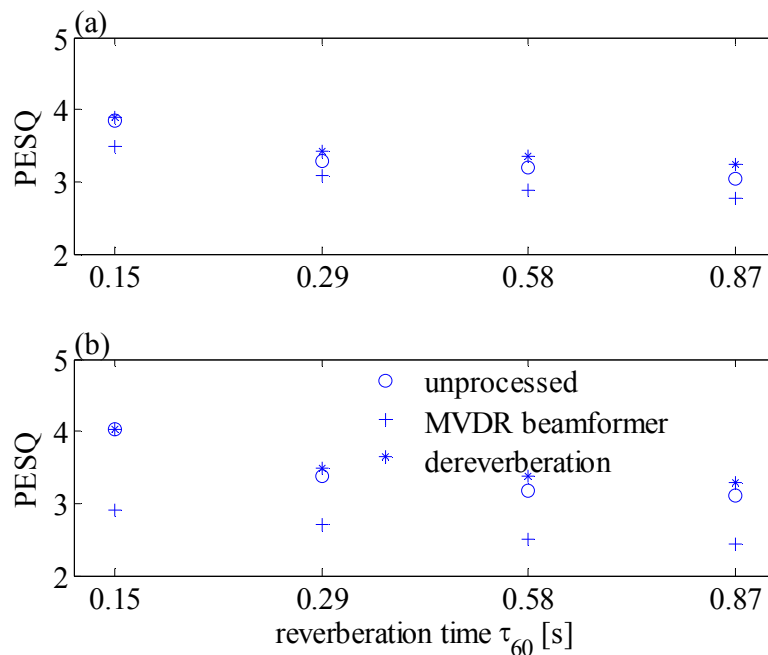 (a)
5
4
3
2
PESQ
0.15 0.29 0.58 0.87
(b)
5
4
3
2
PESQ
unprocessed
MVDR beamformer
dereverberation
0.15 0.29 0.58 0.87
reverberation time τ60 [s]